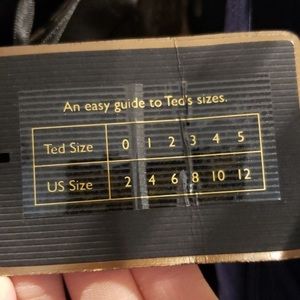 An easy guide to Ted's sizes.
Ted Size 0 1 2 3 4 5
US Size 2 4 6 8 10 12